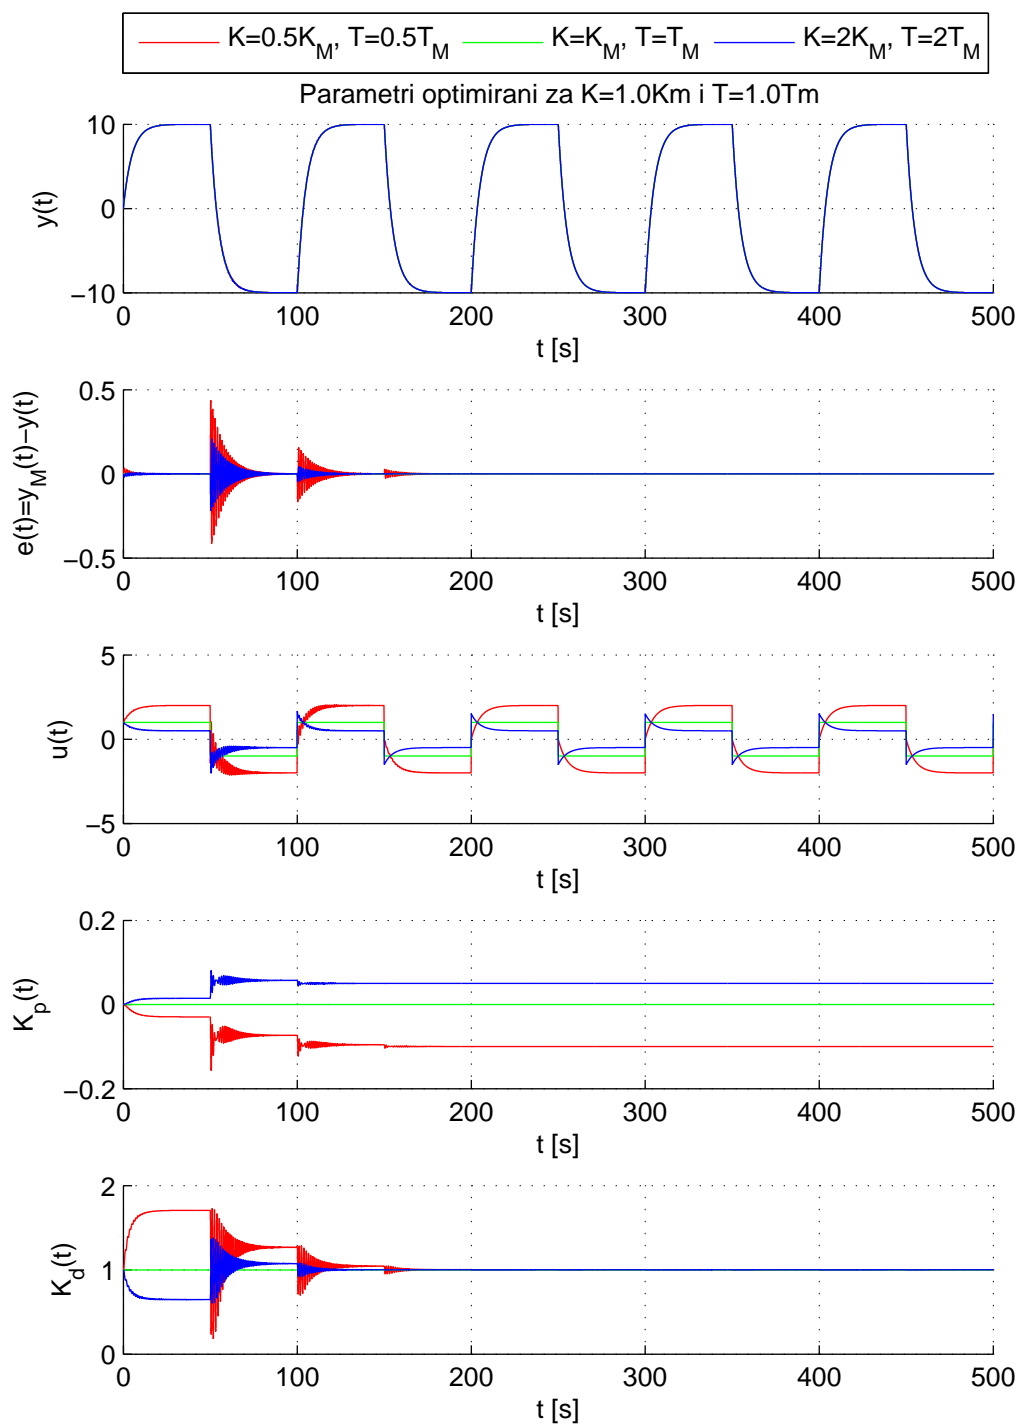 K=0.5K_M, T=0.5T_M K=K_M, T=T_M K=2K_M, T=2T_M
Parametri optimirani za K=1.0Km i T=1.0Tm
10
0
−10
y(t)
0 100 200 300 400 500
t [s]
0.5
0
−0.5
e(t)=y_M(t)−y(t)
0 100 200 300 400 500
t [s]
5
0
−5
u(t)
0 100 200 300 400 500
t [s]
0.2
0
−0.2
K_p(t)
0 100 200 300 400 500
t [s]
2
1
0
K_d(t)
0 100 200 300 400 500
t [s]